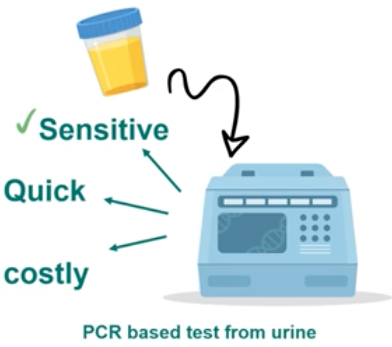 Sensitive
Quick
costly
PCR based test from urine